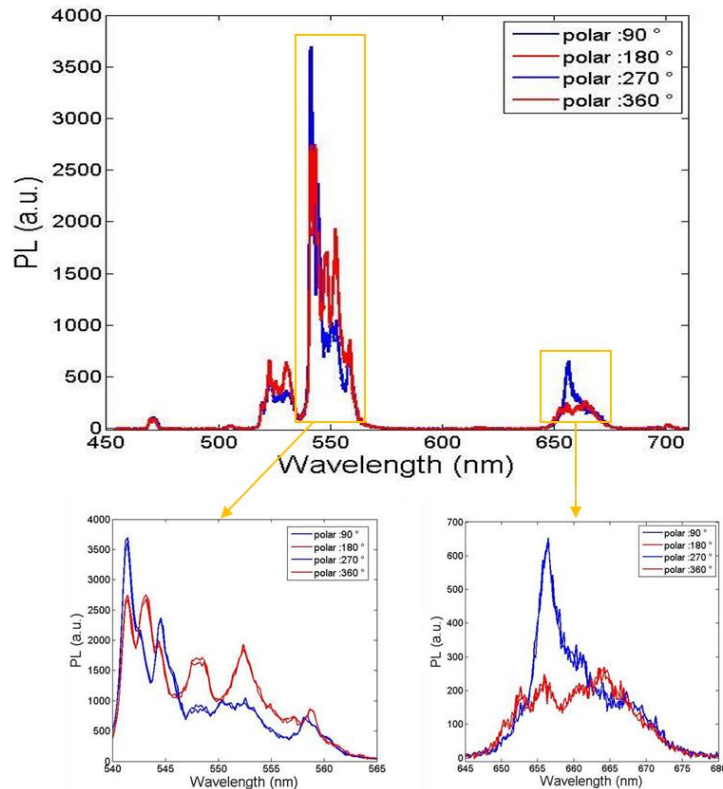 4000
3500
3000
2500
2000
1500
1000
500
0
PL (a.u.)
450
500
550
600
650
700
Wavelength (nm)
polar :90 °
polar :180 °
polar :270 °
polar :360 °
4000
3500
3000
2500
2000
1500
1000
500
0
PL (a.u.)
540
545
550
555
560
565
Wavelength (nm)
polar :90 °
polar :180 °
polar :270 °
polar :360 °
700
600
500
400
300
200
100
0
PL (a.u.)
645
650
655
660
665
670
675
680
Wavelength (nm)
polar :90 °
polar :180 °
polar :270 °
polar :360 °